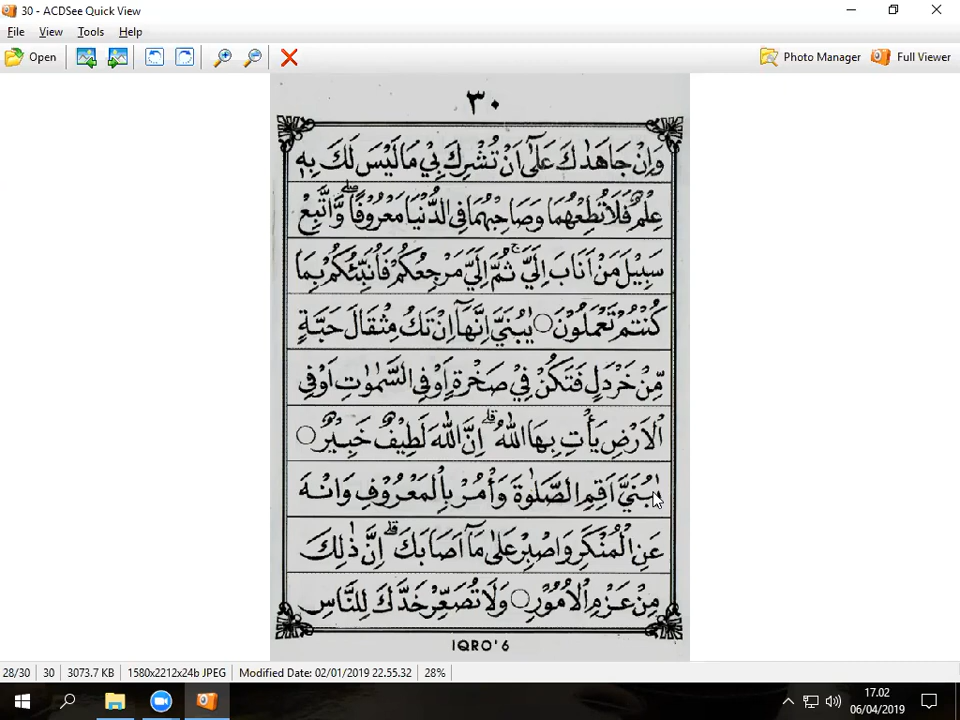 30 - ACDSee Quick View
File View Tools Help
Open Photo Manager Full Viewer
٣٠
وَاِنْ جَاهَدٰكَ عَلٰٓى اَنْ تُشْرِكَ بِيْ مَا لَيْسَ لَكَ بِهٖ
عِلْمٌ فَلَا تُطِعْهُمَا وَصَاحِبْهُمَا فِى الدُّنْيَا مَعْرُوْفًا ۖ وَّاتَّبِعْ
سَبِيْلَ مَنْ اَنَابَ اِلَيَّ ۚ ثُمَّ اِلَيَّ مَرْجِعُكُمْ فَاُنَبِّئُكُمْ بِمَا
كُنْتُمْ تَعْمَلُوْنَ ○ يٰبُنَيَّ اِنَّهَآ اِنْ تَكُ مِثْقَالَ حَبَّةٍ
مِّنْ خَرْدَلٍ فَتَكُنْ فِيْ صَخْرَةٍ اَوْ فِى السَّمٰوٰتِ اَوْ فِى
الْاَرْضِ يَأْتِ بِهَا اللّٰهُ ۗ اِنَّ اللّٰهَ لَطِيْفٌ خَبِيْرٌ ○
يٰبُنَيَّ اَقِمِ الصَّلٰوةَ وَأْمُرْ بِالْمَعْرُوْفِ وَانْهَ
عَنِ الْمُنْكَرِ وَاصْبِرْ عَلٰى مَآ اَصَابَكَ ۗ اِنَّ ذٰلِكَ
مِنْ عَزْمِ الْاُمُوْرِ ○ وَلَا تُصَعِّرْ خَدَّكَ لِلنَّاسِ
IQRO'6
28/30 30 3073.7 KB 1580x2212x24b JPEG Modified Date: 02/01/2019 22.55.32 28%
17.02
06/04/2019